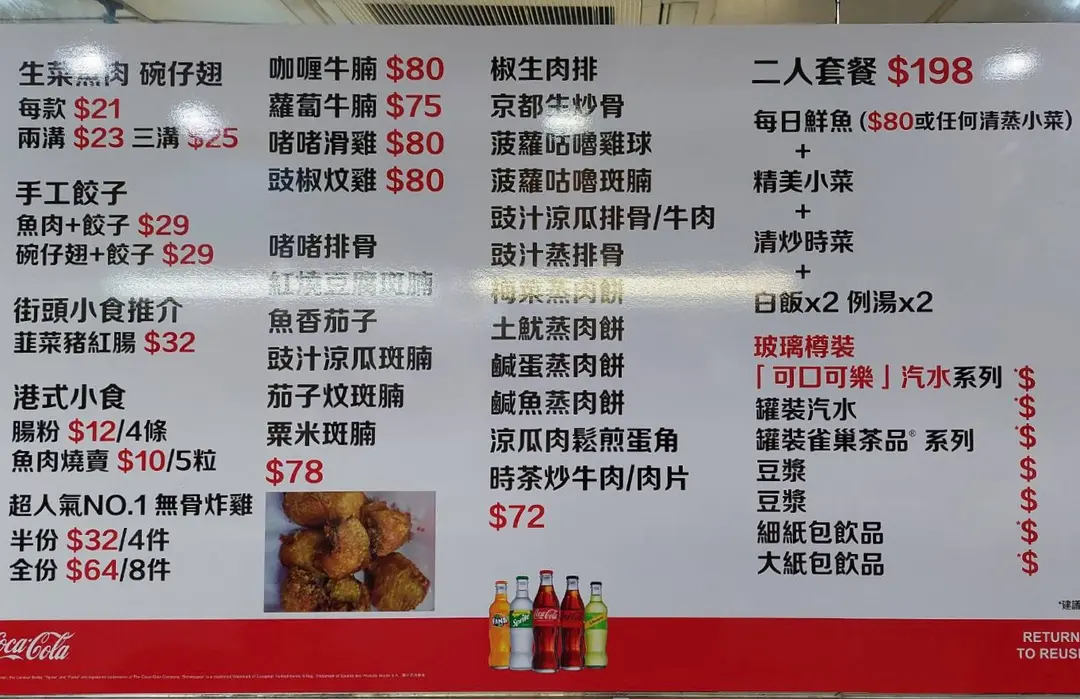 生菜魚肉 碗仔翅
每款 $21
兩溝 $23 三溝 $25
手工餃子
魚肉+餃子 $29
碗仔翅+餃子 $29
街頭小食推介
韮菜豬紅腸 $32
港式小食
腸粉 $12/4條
魚肉燒賣 $10/5粒
超人氣NO.1 無骨炸雞
半份 $32/4件
全份 $64/8件
咖喱牛腩 $80
蘿蔔牛腩 $75
啫啫滑雞 $80
豉椒炆雞 $80
啫啫排骨
紅燒豆腐斑腩
魚香茄子
豉汁涼瓜斑腩
茄子炆斑腩
粟米斑腩
$78
椒生肉排
京都生炒骨
菠蘿咕嚕雞球
菠蘿咕嚕斑腩
豉汁涼瓜排骨/牛肉
豉汁蒸排骨
梅菜蒸肉餅
土魷蒸肉餅
鹹蛋蒸肉餅
鹹魚蒸肉餅
涼瓜肉鬆煎蛋角
時茶炒牛肉/肉片
$72
二人套餐 $198
每日鮮魚 ($80或任何清蒸小菜)
+
精美小菜
+
清炒時菜
+
白飯x2 例湯x2
玻璃樽裝
「可口可樂」汽水系列 *$
罐裝汽水 *$
罐裝雀巢茶品® 系列 *$
豆漿 $
豆漿 $
細紙包飲品 *$
大紙包飲品 *$
*建議
FANTA
Sprite
Coca-Cola
Coca-Cola
RETURN
TO REUSE